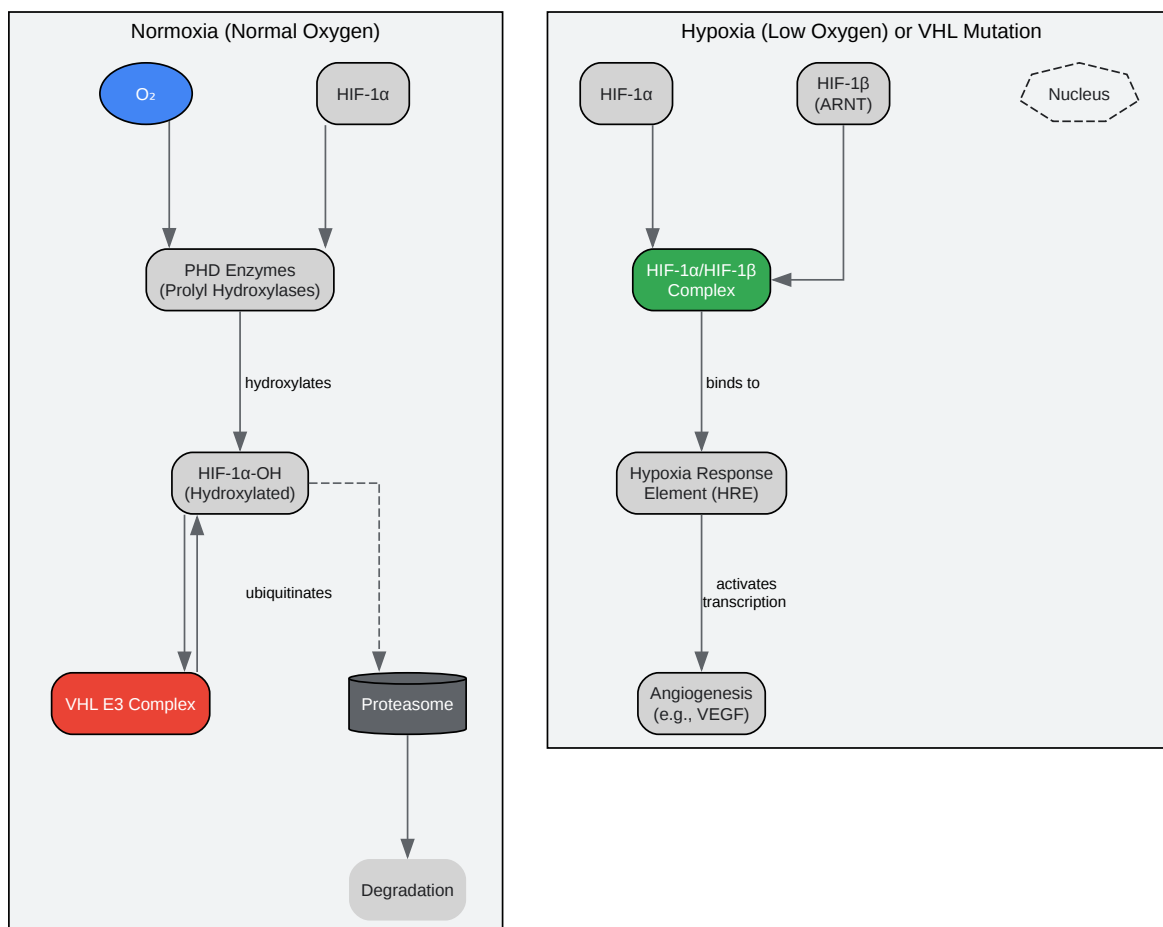 Normoxia (Normal Oxygen)
O₂
HIF-1α
PHD Enzymes
(Prolyl Hydroxylases)
hydroxylates
HIF-1α-OH
(Hydroxylated)
ubiquitinates
VHL E3 Complex
Proteasome
Degradation
Hypoxia (Low Oxygen) or VHL Mutation
HIF-1α
HIF-1β
(ARNT)
Nucleus
HIF-1α/HIF-1β
Complex
binds to
Hypoxia Response
Element (HRE)
activates
transcription
Angiogenesis
(e.g., VEGF)